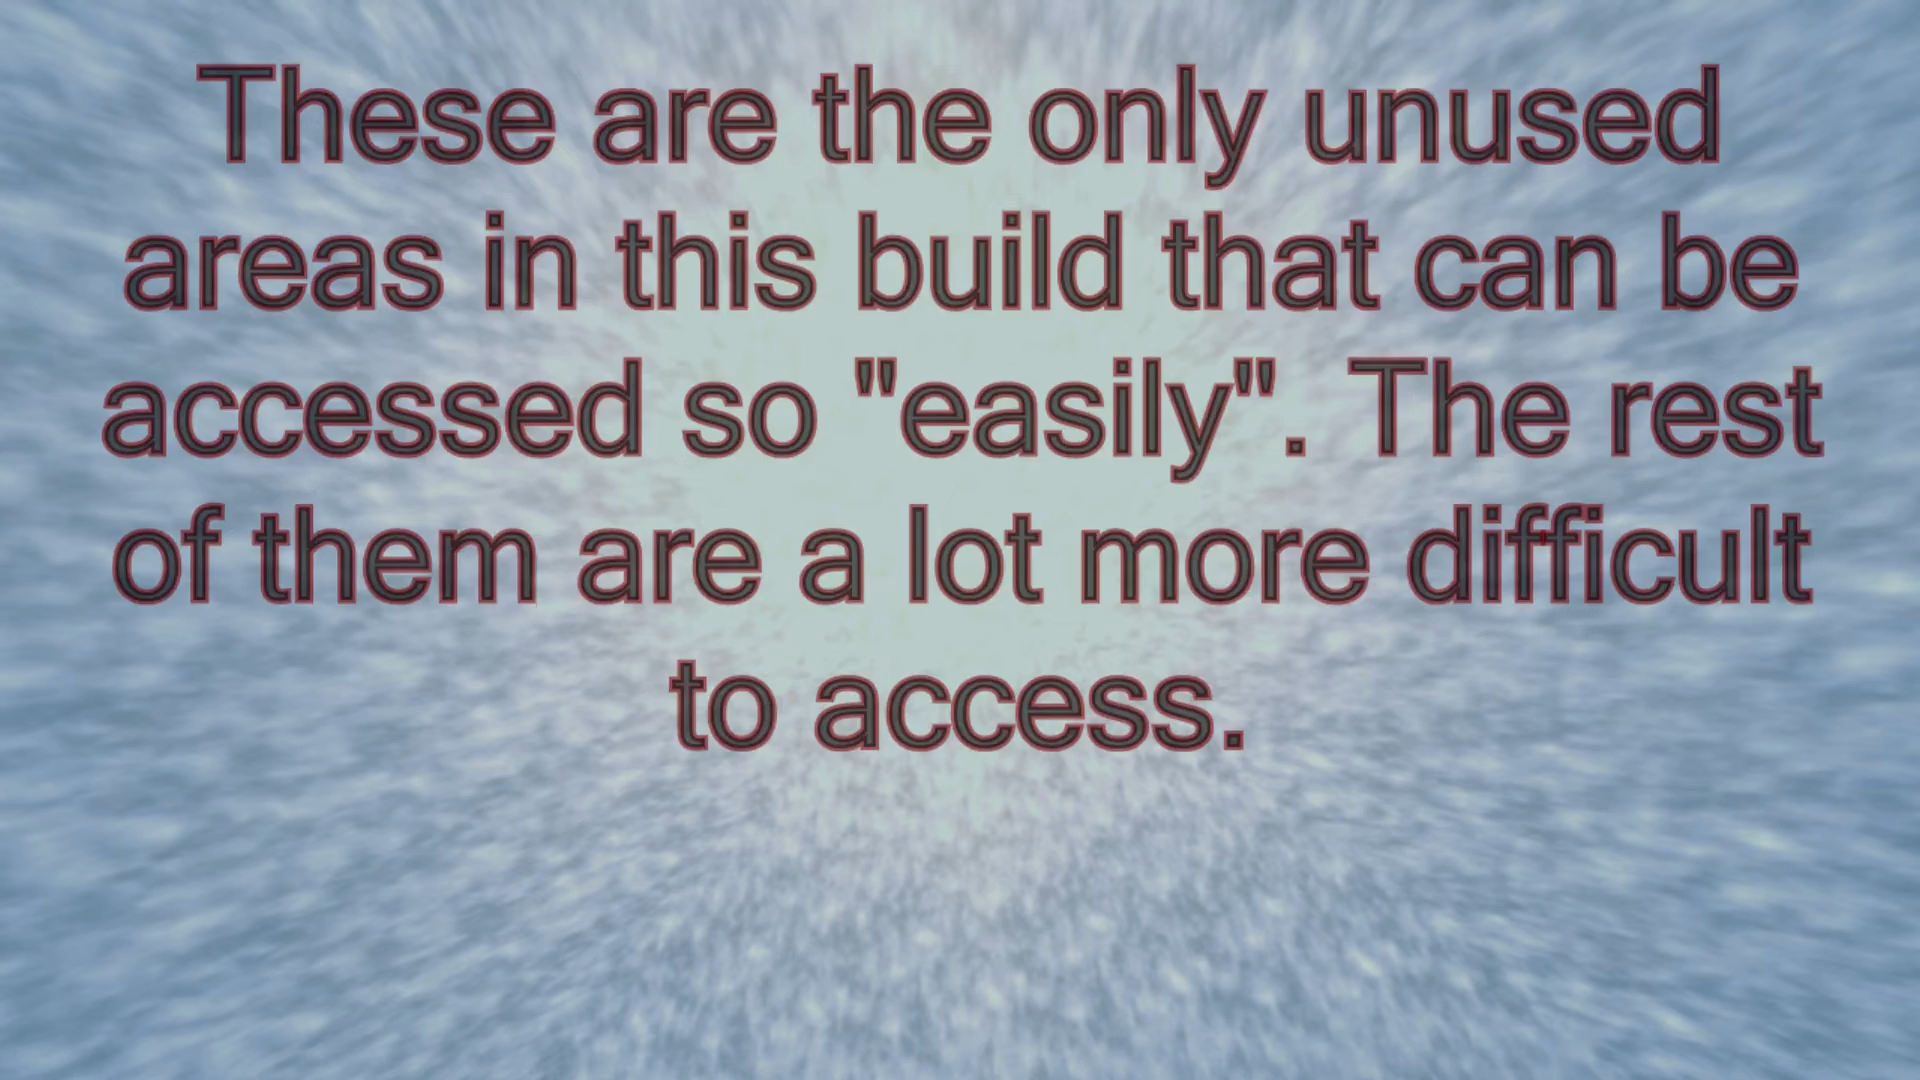 These are the only unused
areas in this build that can be
accessed so "easily". The rest
of them are a lot more difficult
to access.